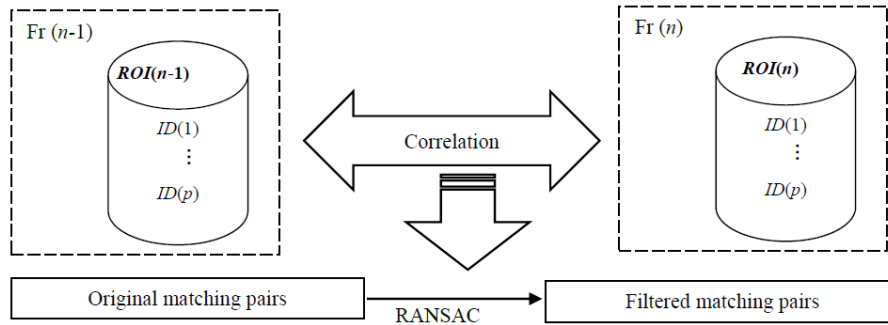 Fr (n-1)
ROI(n-1)
ID(1)
⋮
ID(p)
Correlation
Fr (n)
ROI(n)
ID(1)
⋮
ID(p)
Original matching pairs
RANSAC
Filtered matching pairs